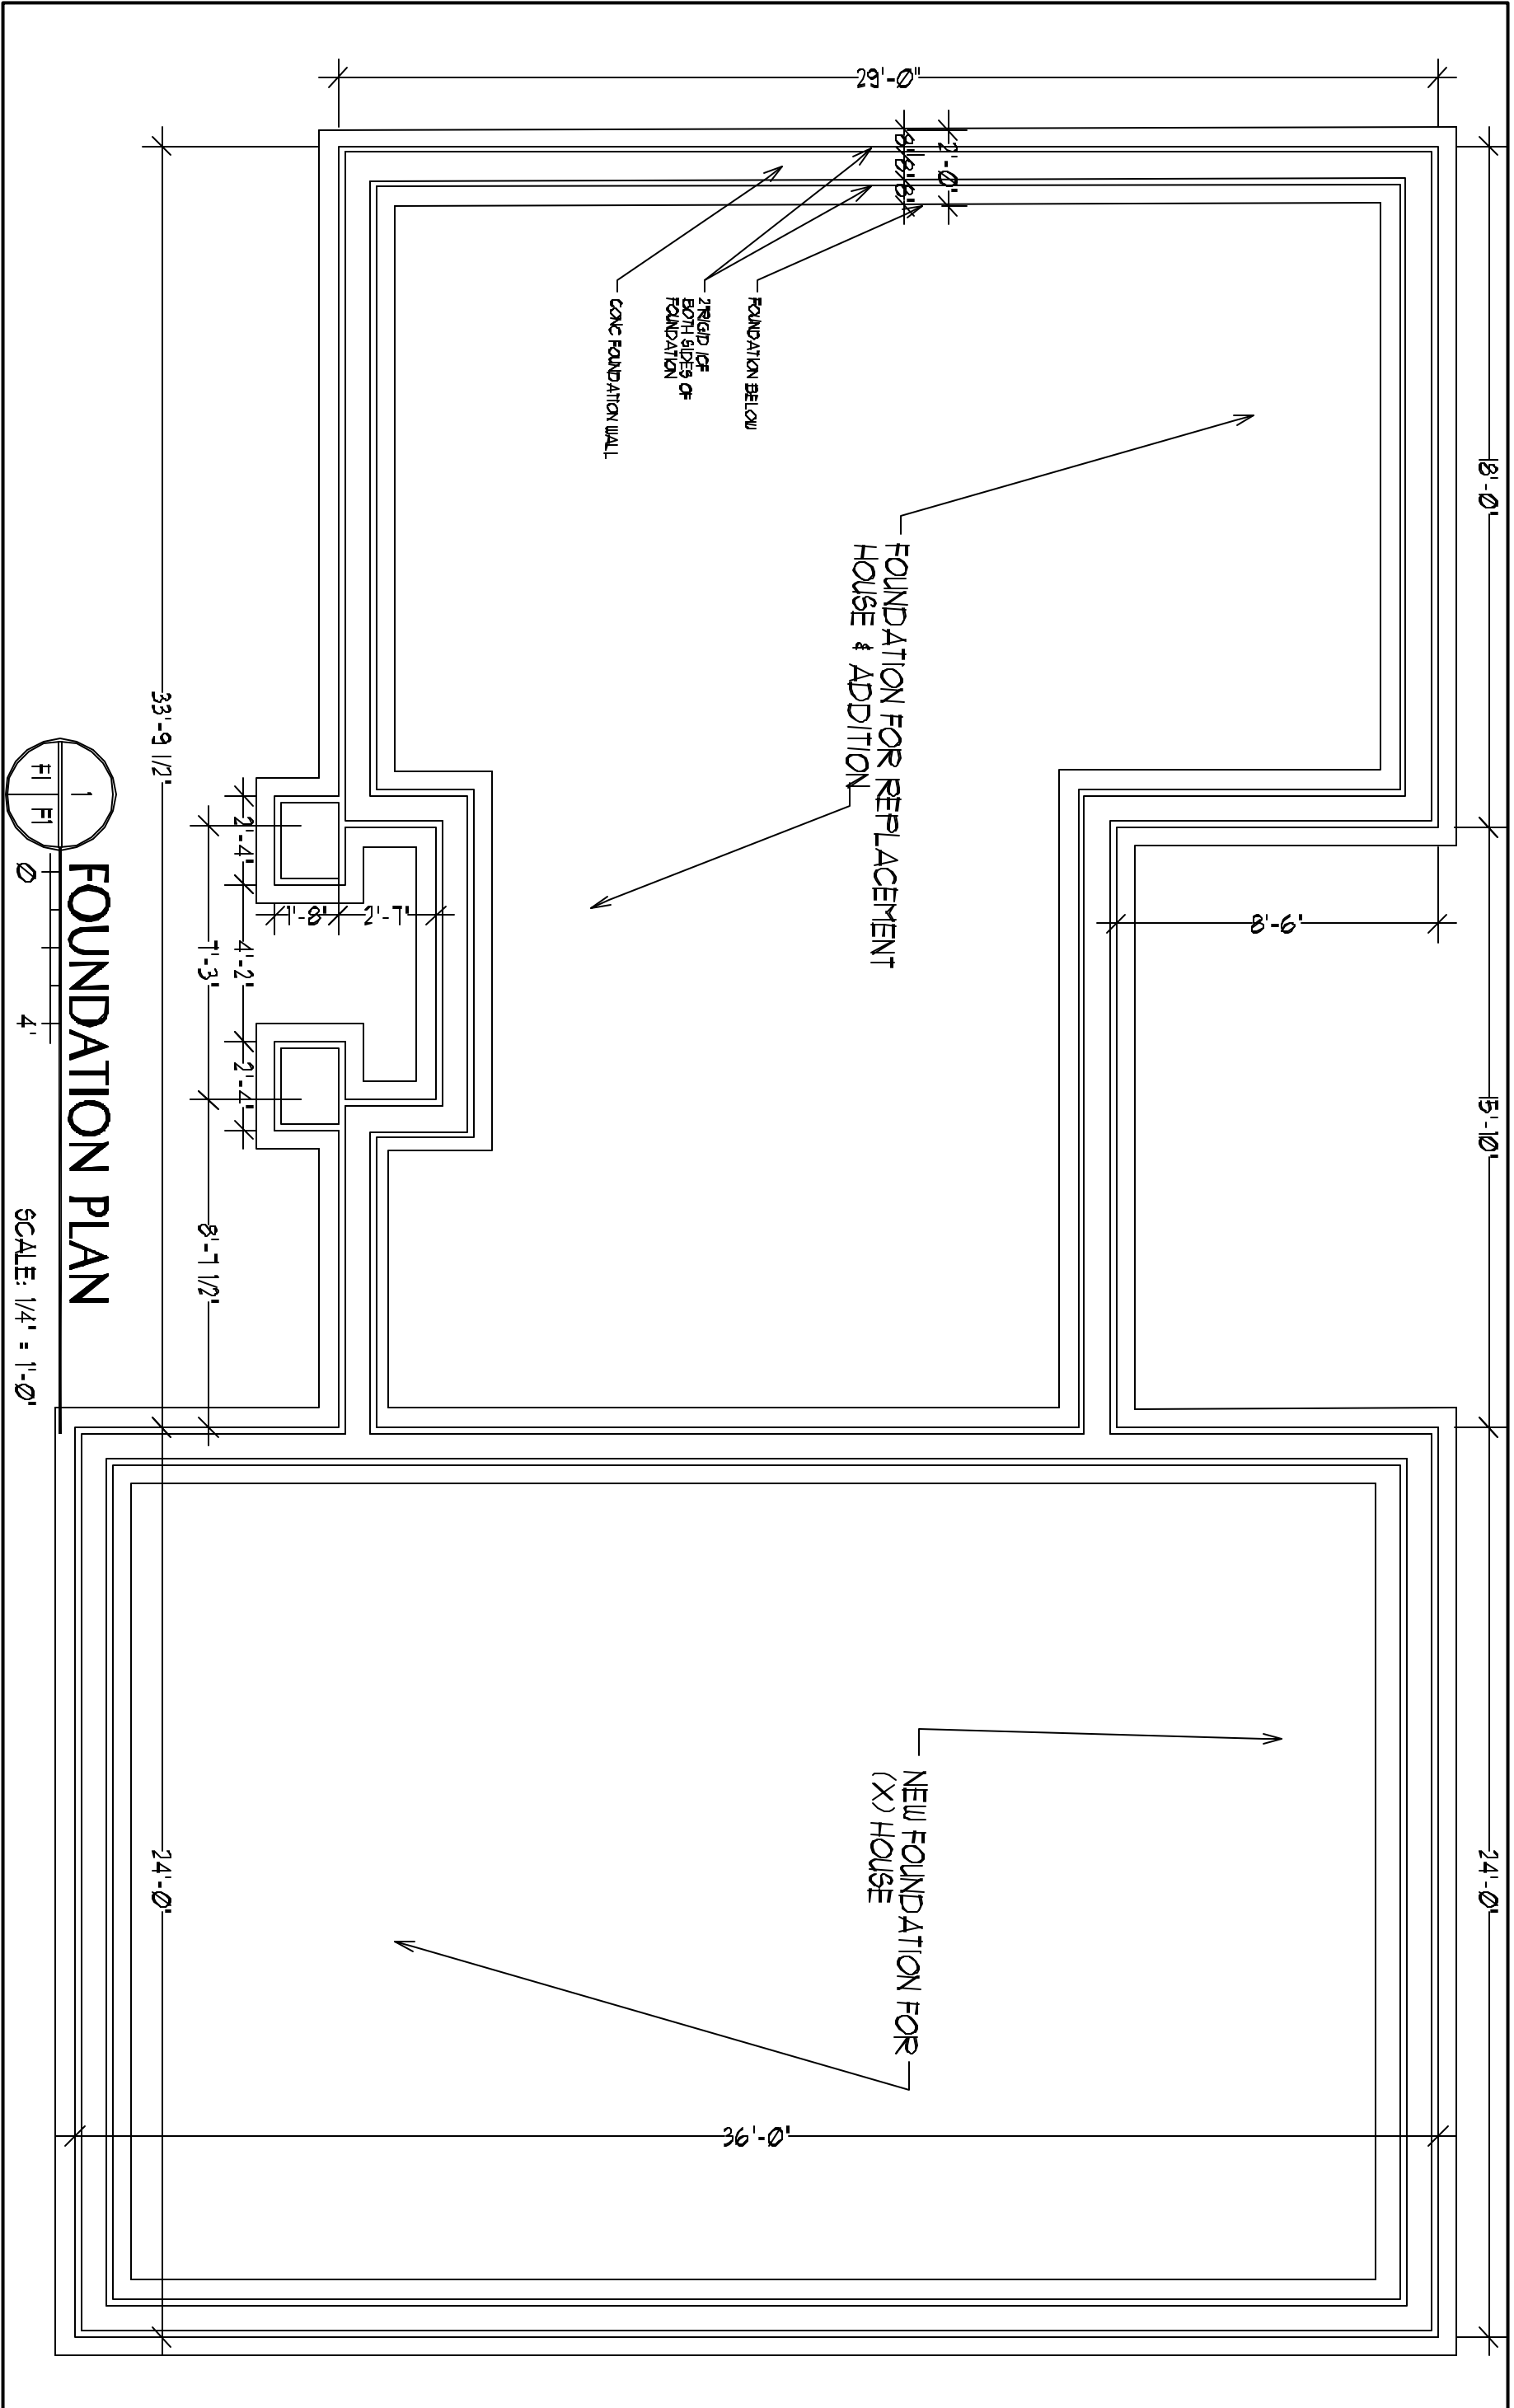 18'-0"
15'-10"
24'-0"
29'-0"
2'-0"
8" 8" 8"
8'-6"
FOUNDATION BELOW
2" RIGID ICF
BOTH SIDES OF
FOUNDATION
CONC FOUNDATION WALL
FOUNDATION FOR REPLACEMENT
HOUSE & ADDITION
NEW FOUNDATION FOR
(X) HOUSE
36'-0"
1'-8"
2'-7"
2'-4"
4'-2"
2'-4"
7'-3"
8'-7 1/2"
33'-9 1/2"
24'-0"
1
F1 F1
FOUNDATION PLAN
0 4'
SCALE: 1/4" = 1'-0"